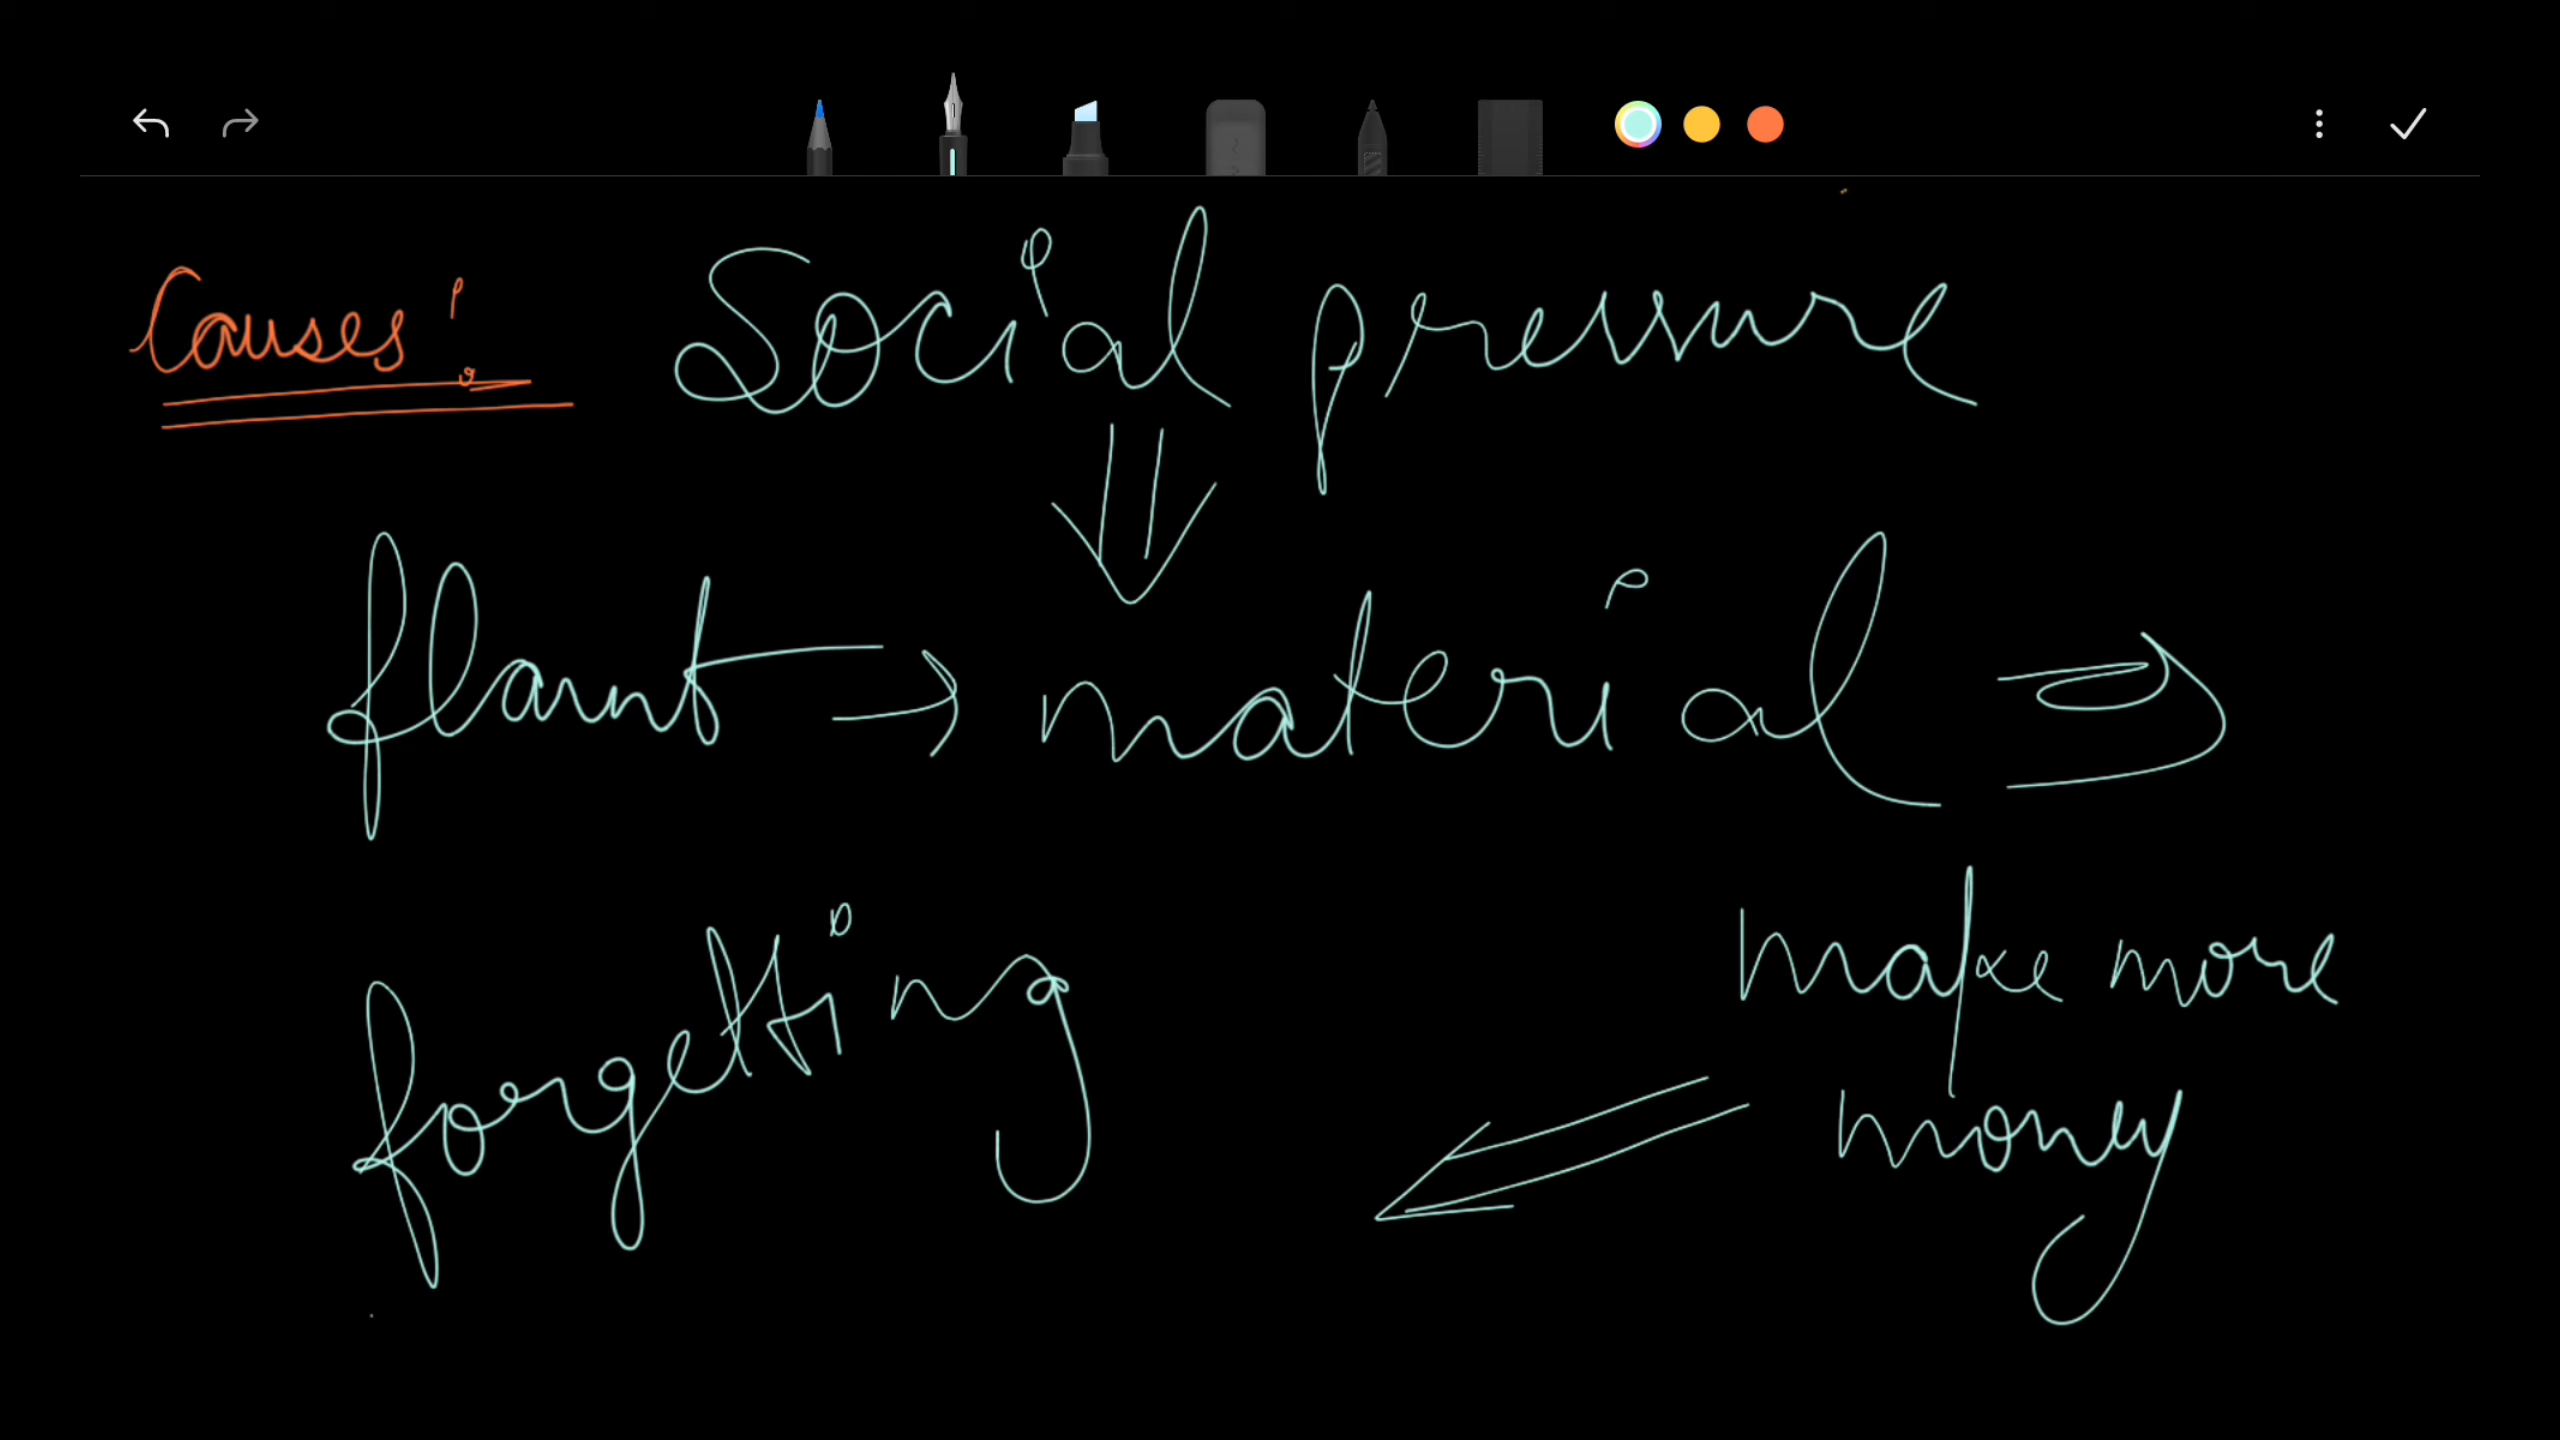 Causes: Social pressure
flaunt → material ⇒
make more
forgetting
money